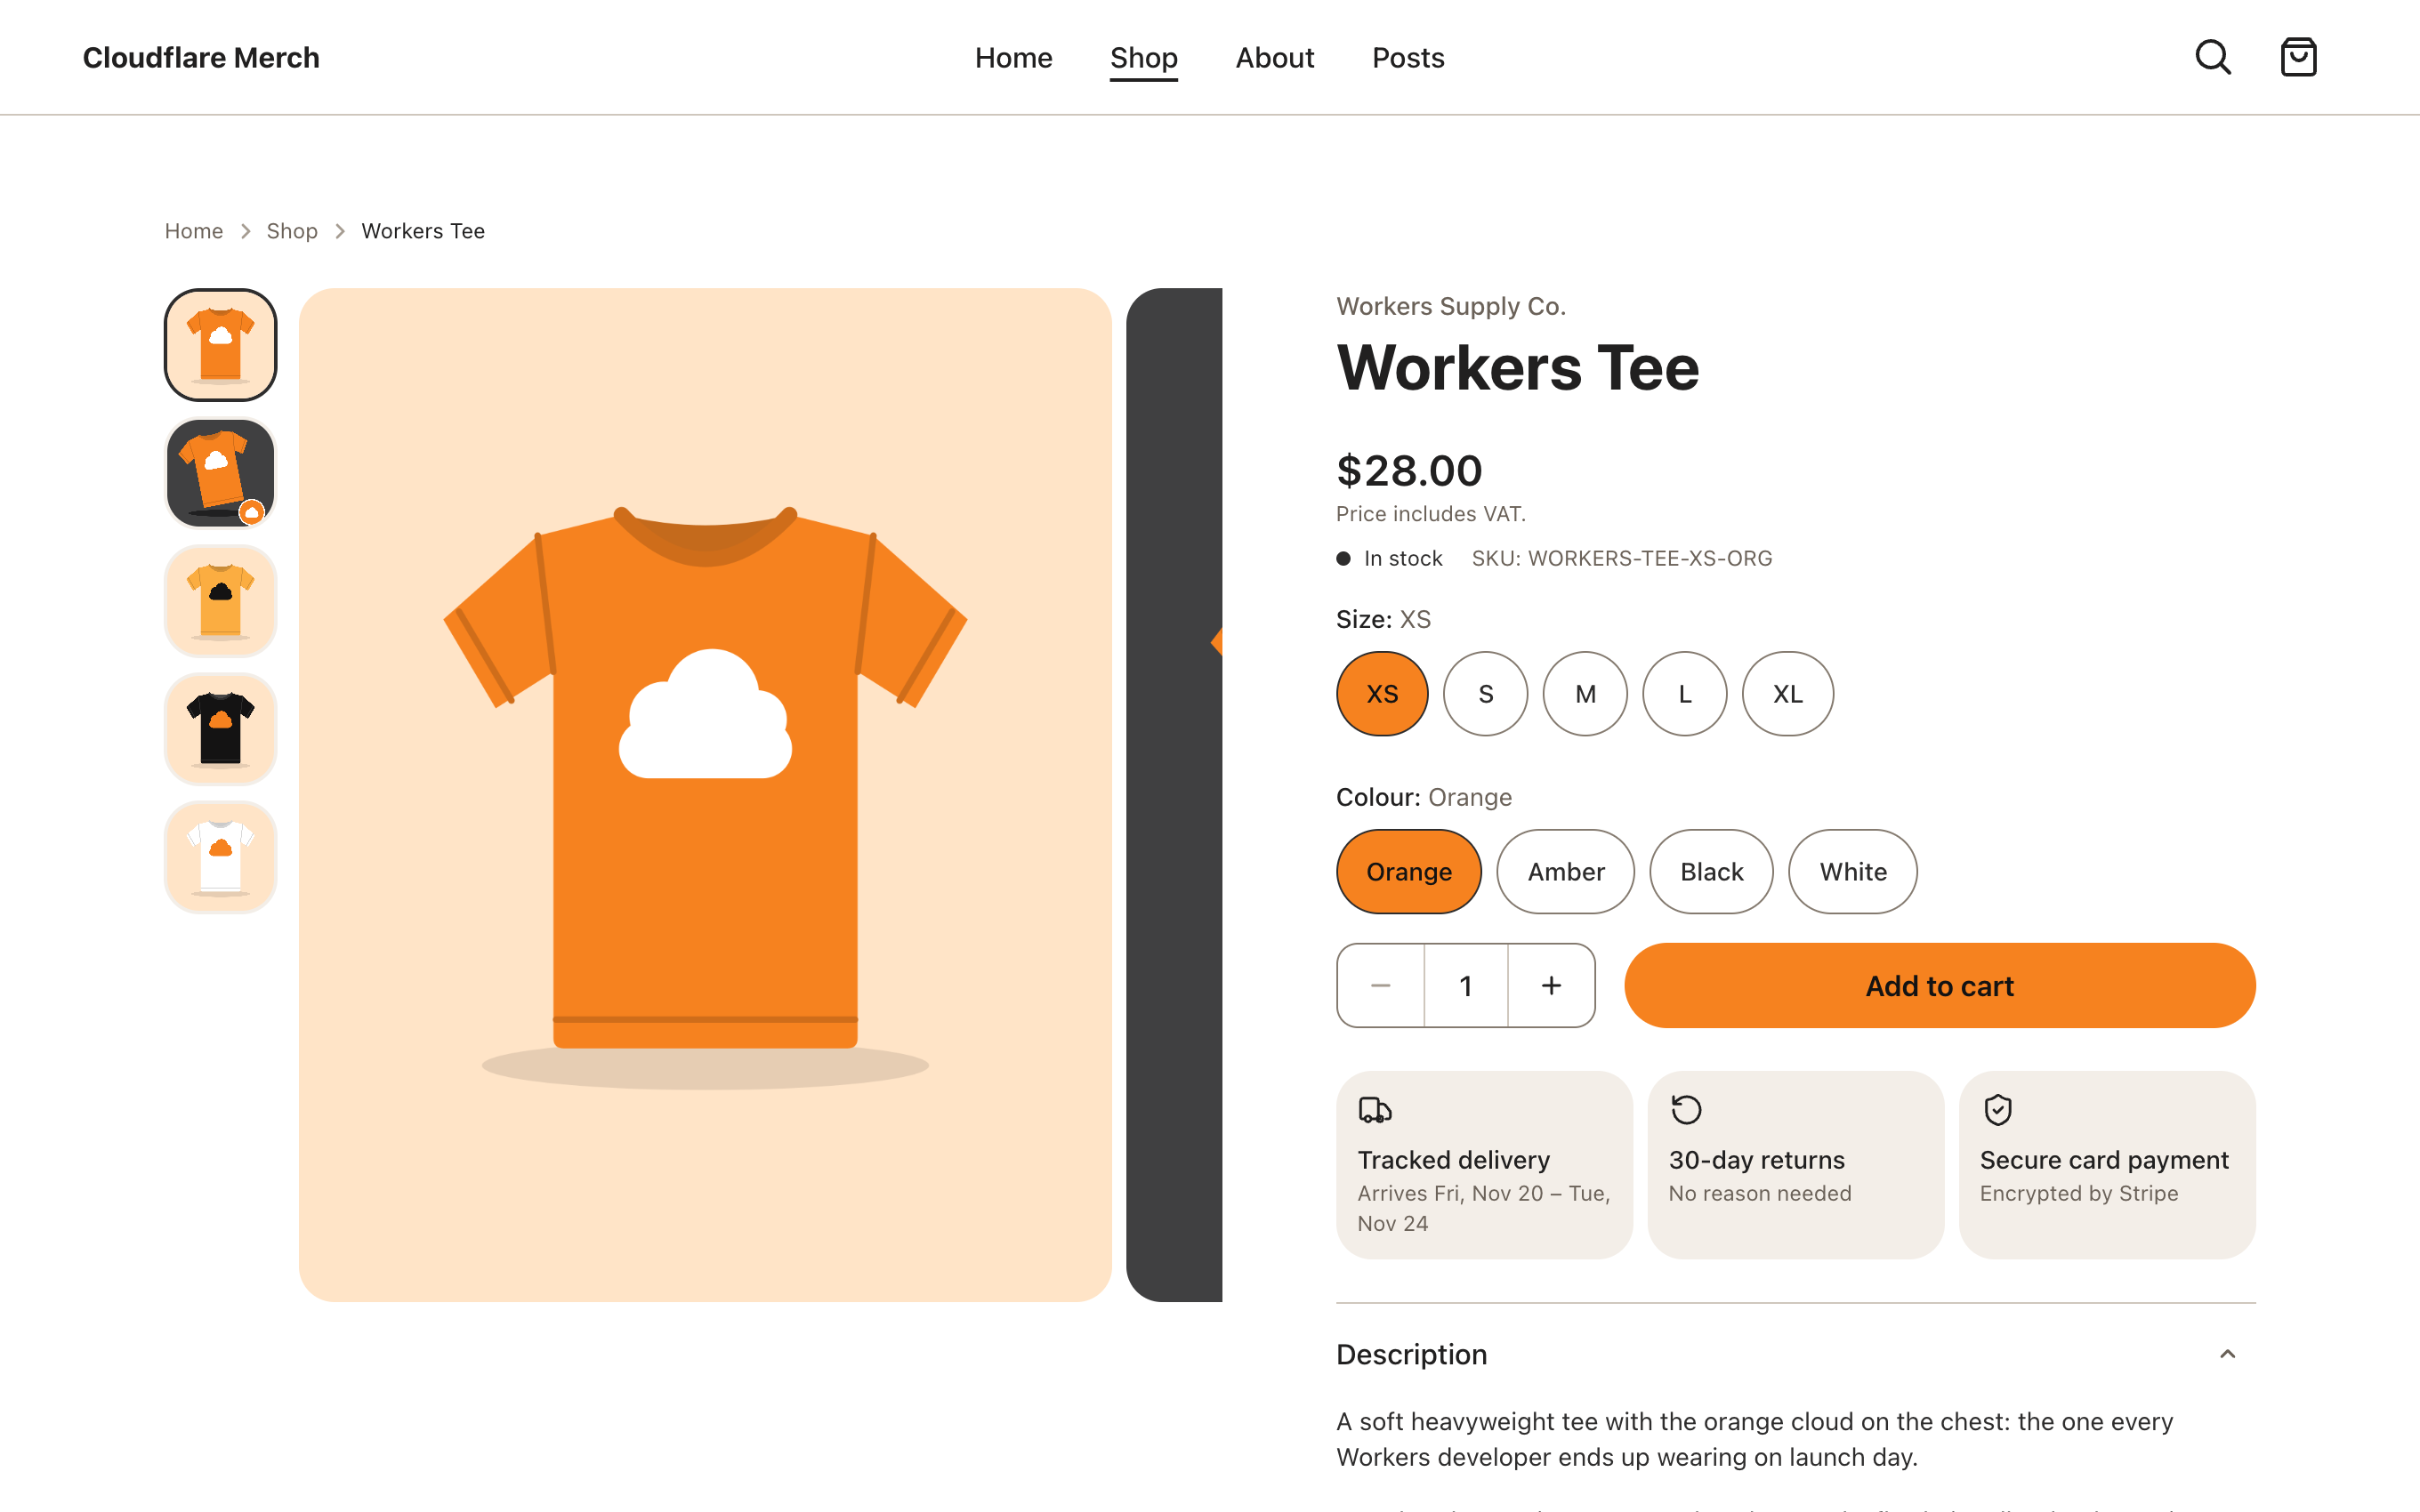 Cloudflare Merch
Home
Shop
About
Posts
Home
Shop
Workers Tee
Workers Supply Co.
Workers Tee
$28.00
Price includes VAT.
In stock
SKU: WORKERS-TEE-XS-ORG
Size: XS
XS
S
M
L
XL
Colour: Orange
Orange
Amber
Black
White
1
Add to cart
Tracked delivery
Arrives Fri, Nov 20 – Tue,
Nov 24
30-day returns
No reason needed
Secure card payment
Encrypted by Stripe
Description
A soft heavyweight tee with the orange cloud on the chest: the one every
Workers developer ends up wearing on launch day.